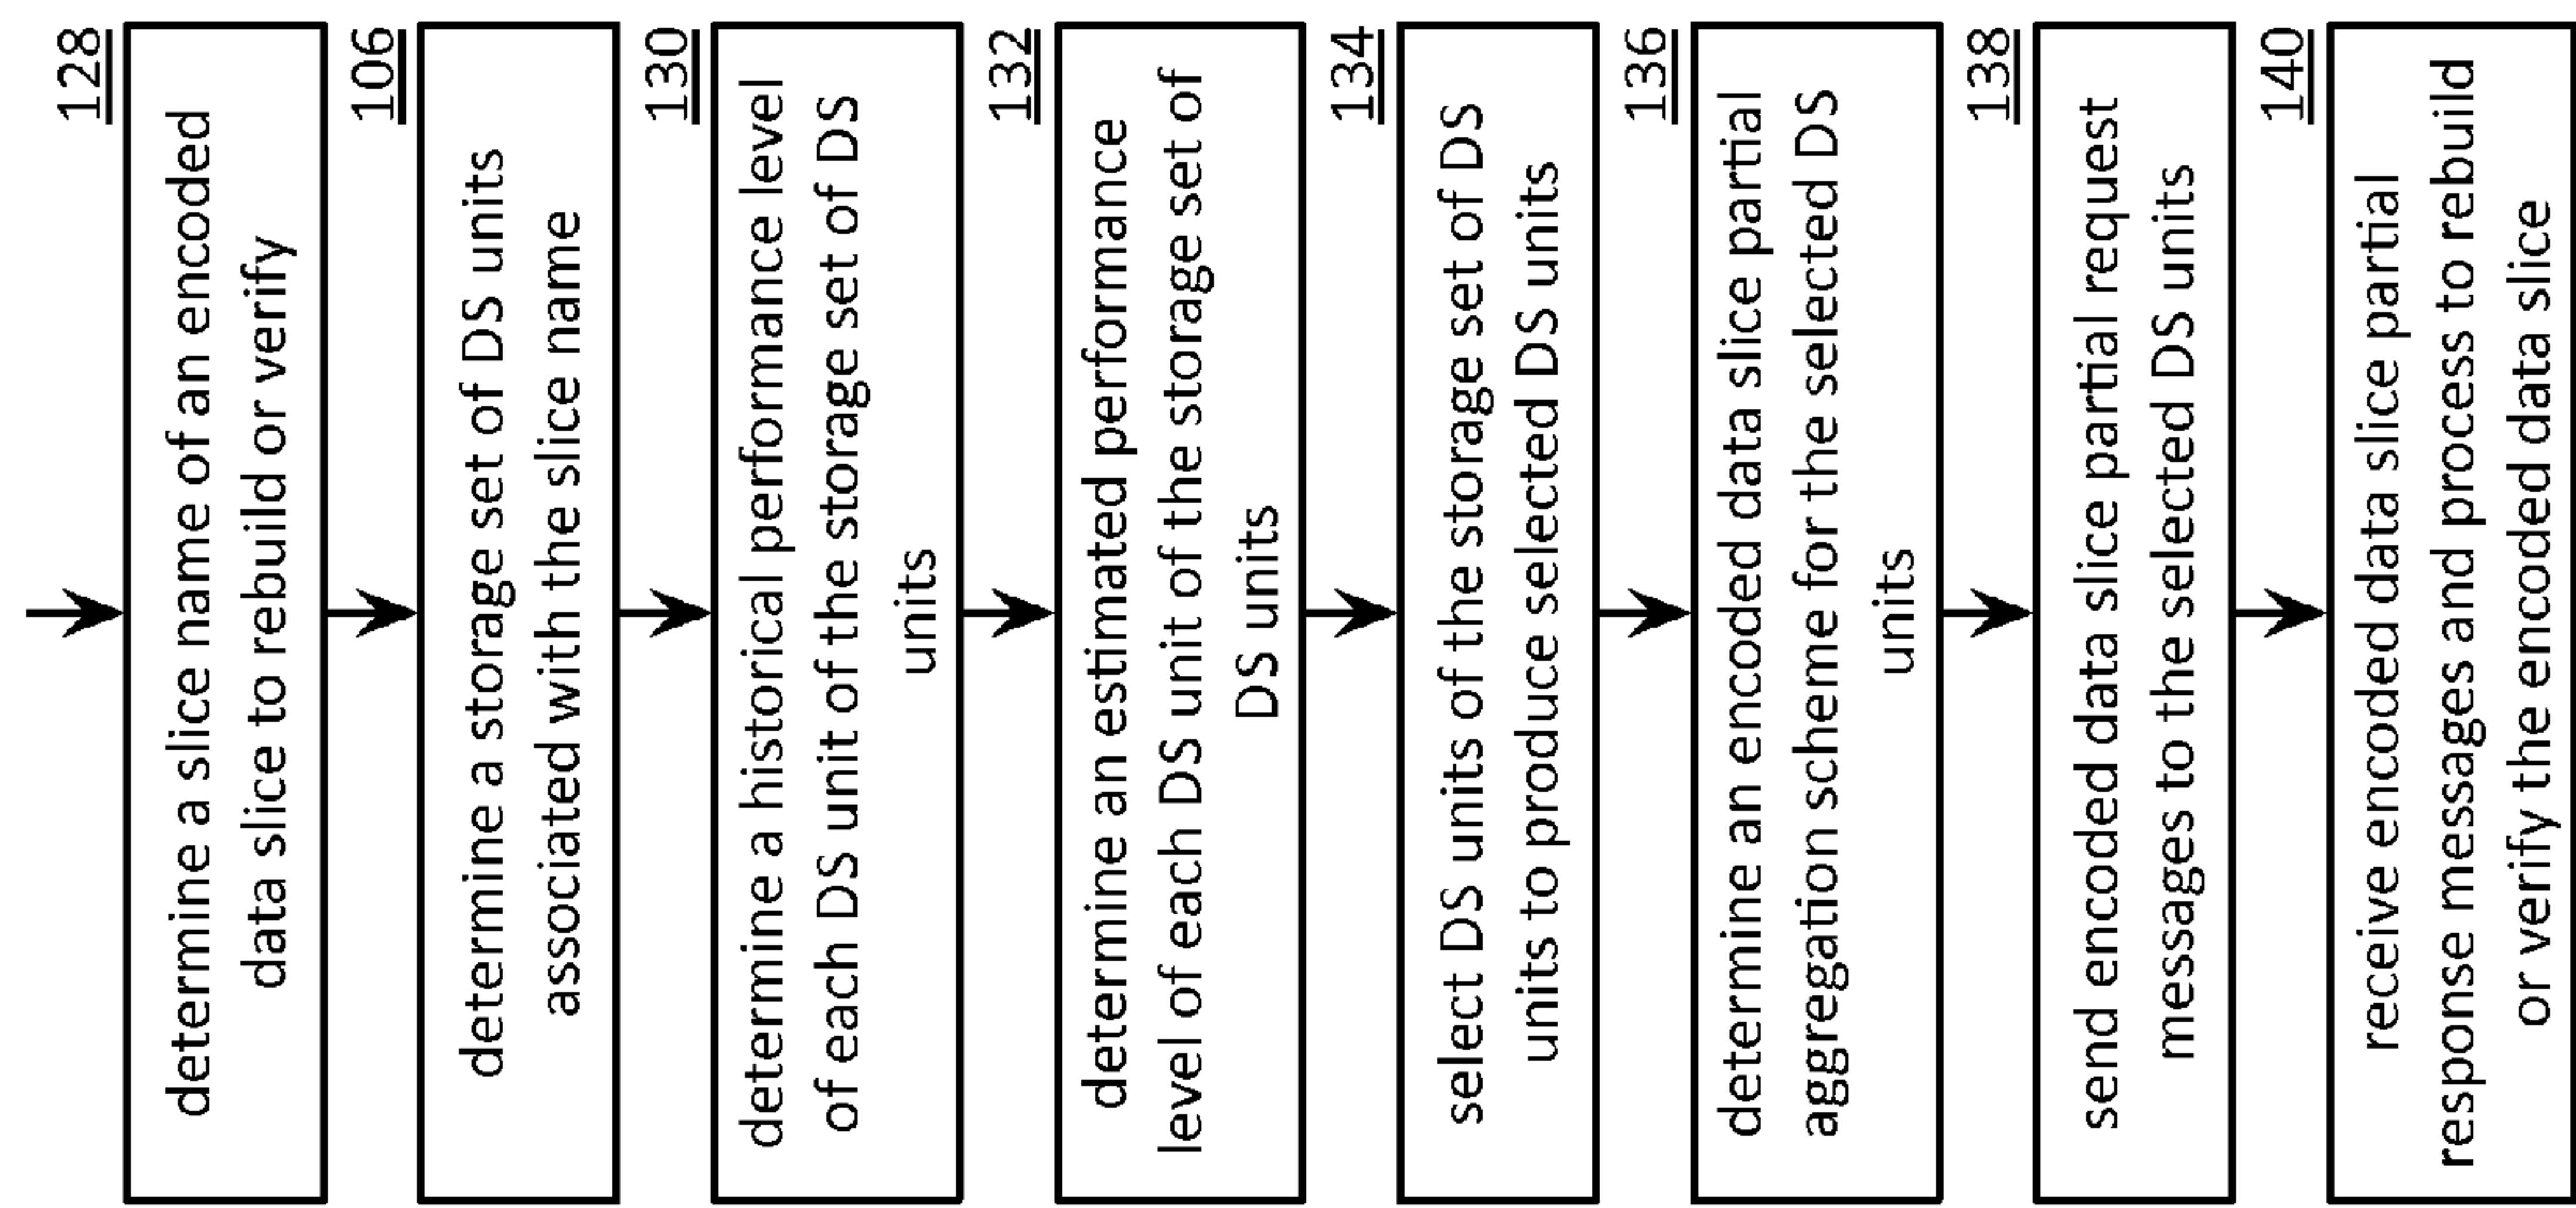 128
determine a slice name of an encoded
data slice to rebuild or verify
106
determine a storage set of DS units
associated with the slice name
130
determine a historical performance level
of each DS unit of the storage set of DS
units
132
determine an estimated performance
level of each DS unit of the storage set of
DS units
134
select DS units of the storage set of DS
units to produce selected DS units
136
determine an encoded data slice partial
aggregation scheme for the selected DS
units
138
send encoded data slice partial request
messages to the selected DS units
140
receive encoded data slice partial
response messages and process to rebuild
or verify the encoded data slice